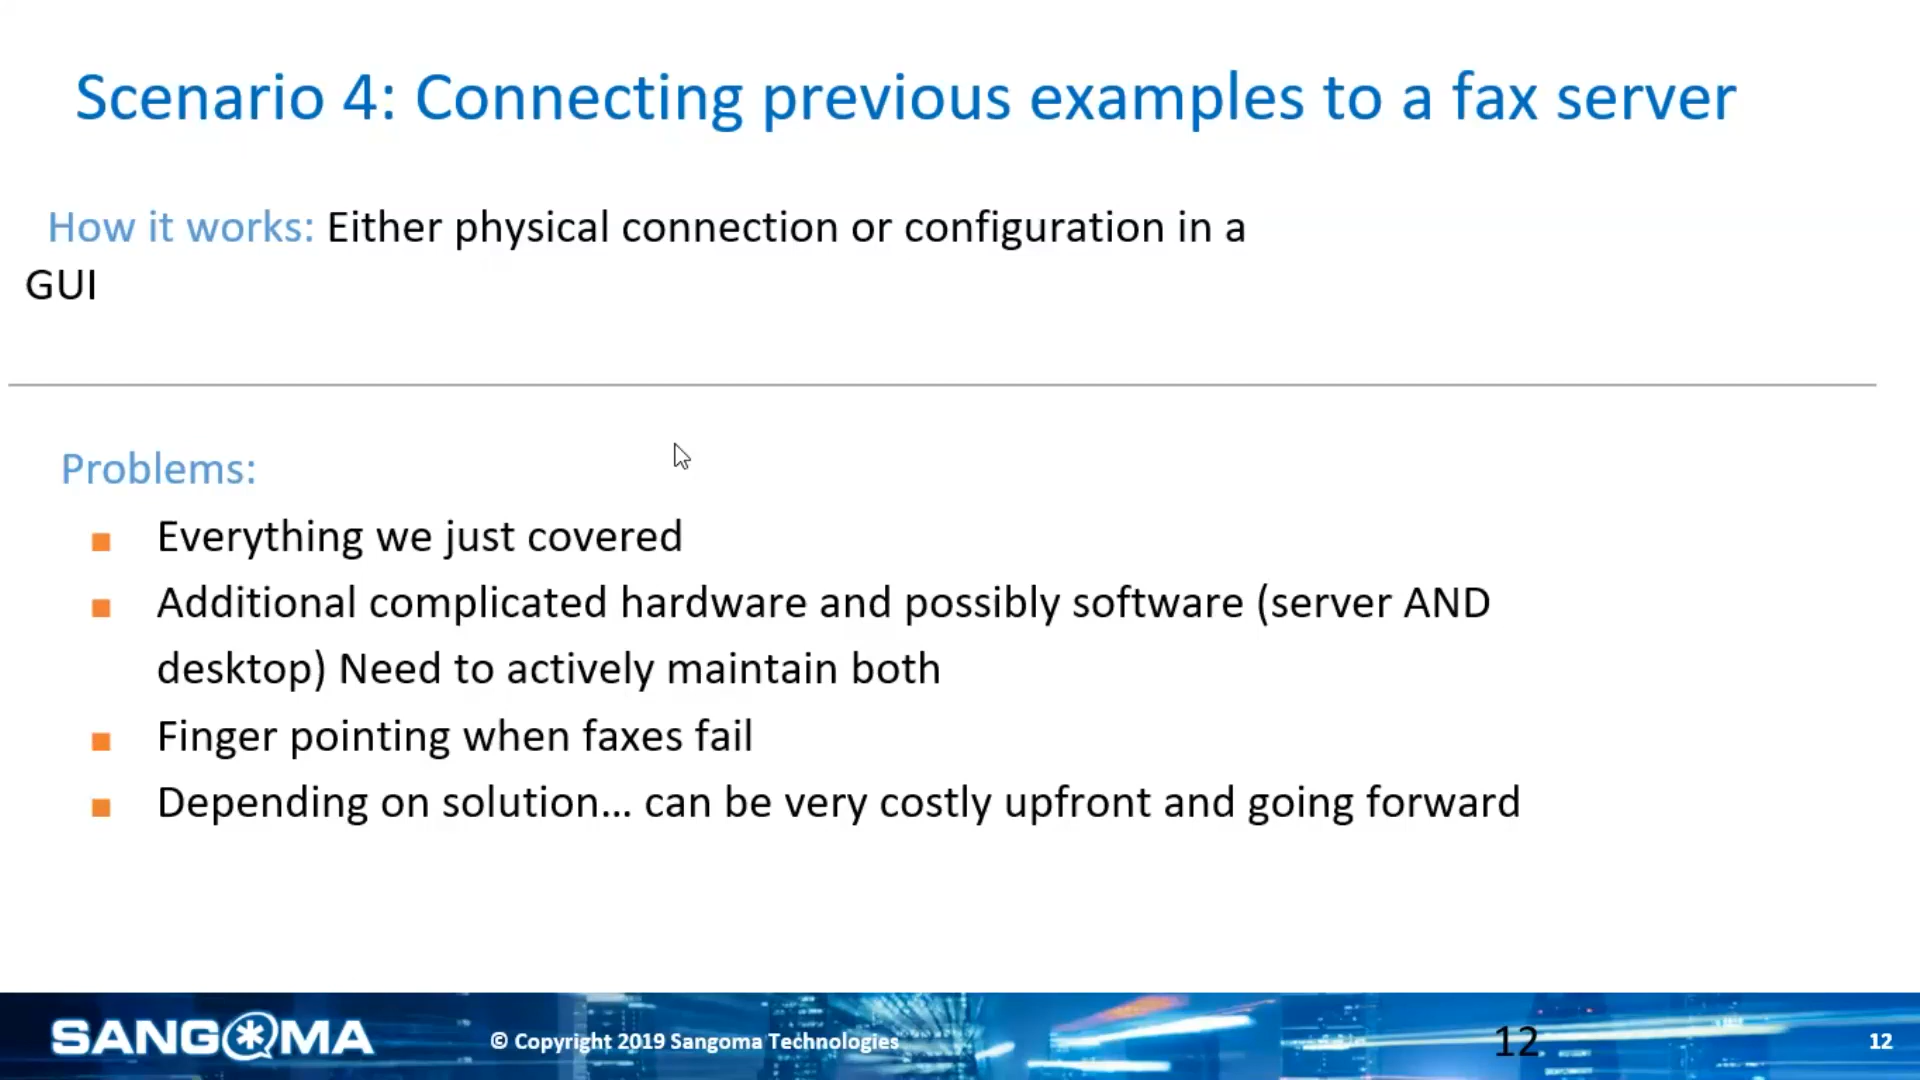 Scenario 4: Connecting previous examples to a fax server
How it works: Either physical connection or configuration in a
GUI
Problems:
■ Everything we just covered
■ Additional complicated hardware and possibly software (server AND
desktop) Need to actively maintain both
■ Finger pointing when faxes fail
■ Depending on solution... can be very costly upfront and going forward
SANGOMA
© Copyright 2019 Sangoma Technologies
12
12